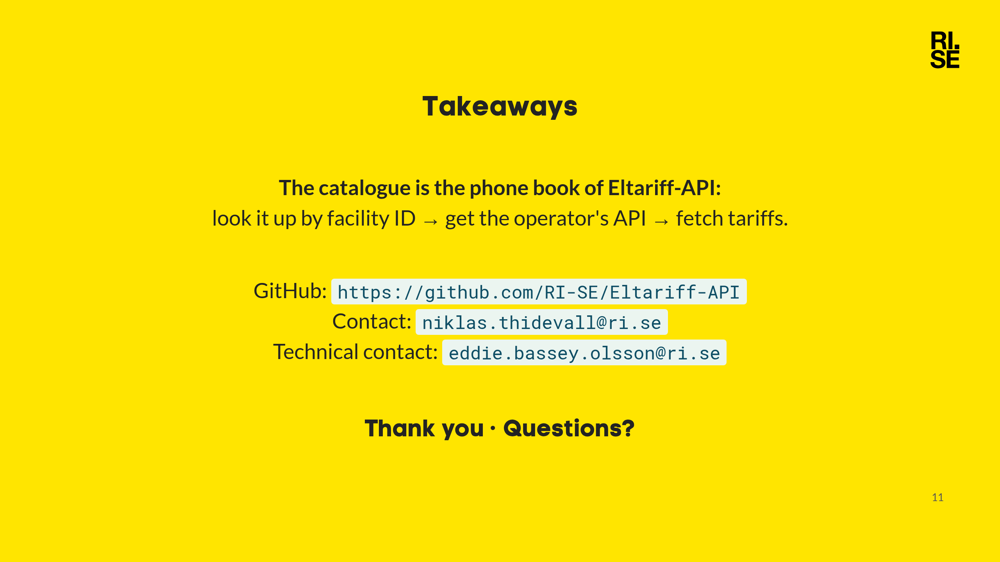 RI.
SE
Takeaways
The catalogue is the phone book of Eltariff-API:
look it up by facility ID → get the operator's API → fetch tariffs.
GitHub: https://github.com/RI-SE/Eltariff-API
Contact: niklas.thidevall@ri.se
Technical contact: eddie.bassey.olsson@ri.se
Thank you · Questions?
11